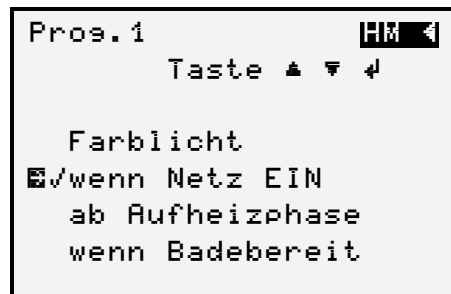 Prog.1 HM
Taste ▲ ▼ ↲
Farblicht
✓wenn Netz EIN
ab Aufheizphase
wenn Badebereit